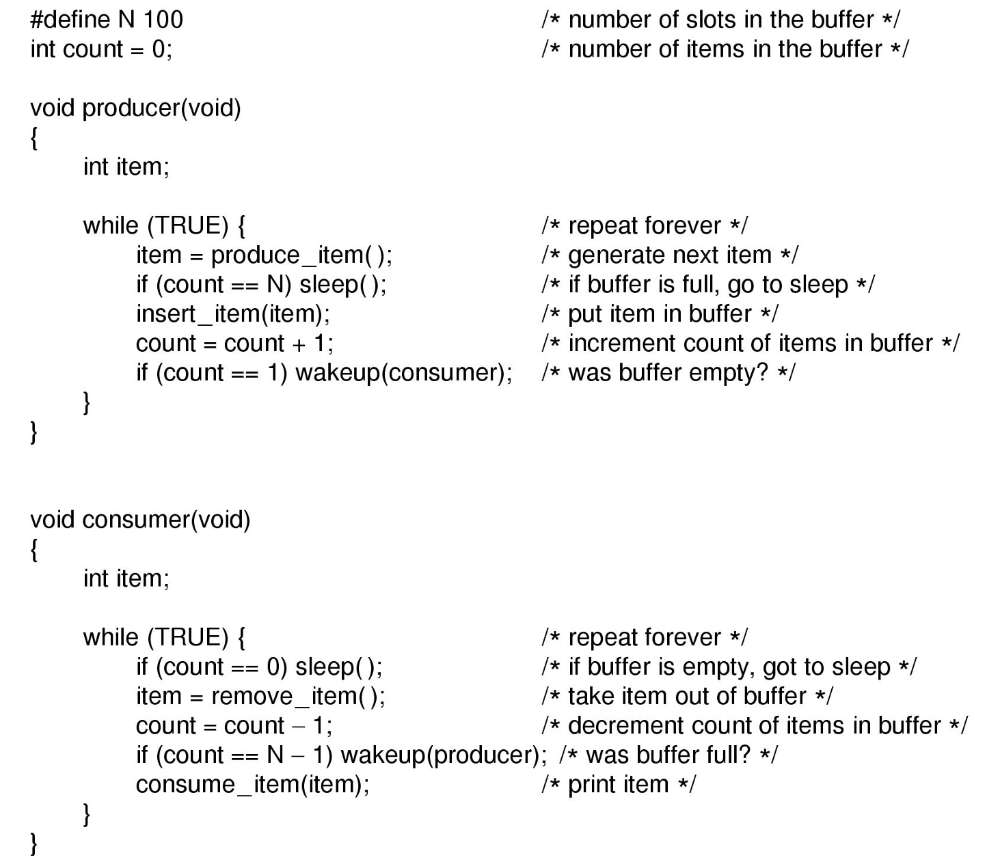 #define N 100 /* number of slots in the buffer */
int count = 0; /* number of items in the buffer */
void producer(void)
{
int item;
while (TRUE) { /* repeat forever */
item = produce_item( ); /* generate next item */
if (count == N) sleep( ); /* if buffer is full, go to sleep */
insert_item(item); /* put item in buffer */
count = count + 1; /* increment count of items in buffer */
if (count == 1) wakeup(consumer); /* was buffer empty? */
}
}
void consumer(void)
{
int item;
while (TRUE) { /* repeat forever */
if (count == 0) sleep( ); /* if buffer is empty, got to sleep */
item = remove_item( ); /* take item out of buffer */
count = count − 1; /* decrement count of items in buffer */
if (count == N − 1) wakeup(producer); /* was buffer full? */
consume_item(item); /* print item */
}
}